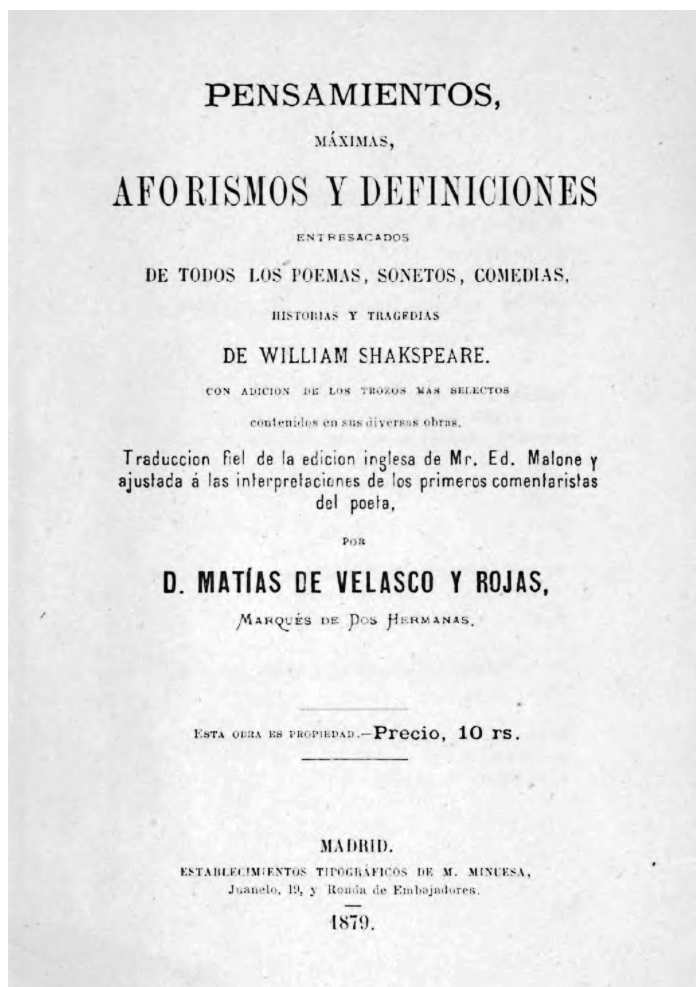 PENSAMIENTOS,
MÁXIMAS,
AFORISMOS Y DEFINICIONES
ENTRESACADOS
DE TODOS LOS POEMAS, SONETOS, COMEDIAS,
HISTORIAS Y TRAGEDIAS
DE WILLIAM SHAKSPEARE.
CON ADICION DE LOS TROZOS MAS SELECTOS
contenidos en sus diversas obras.
Traduccion fiel de la edicion inglesa de Mr. Ed. Malone y
ajustada á las interpretaciones de los primeros comentaristas
del poeta,
POR
D. MATÍAS DE VELASCO Y ROJAS,
MARQUÉS DE DOS HERMANAS.
ESTA OBRA ES PROPIEDAD.—Precio, 10 rs.
MADRID.
ESTABLECIMIENTOS TIPOGRÁFICOS DE M. MINUESA,
Juanelo, 19, y Ronda de Embajadores.
1879.